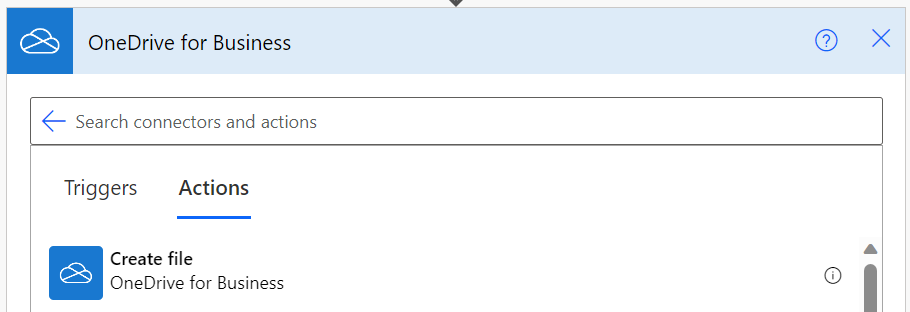 OneDrive for Business
Search connectors and actions
Triggers Actions
Create file
OneDrive for Business